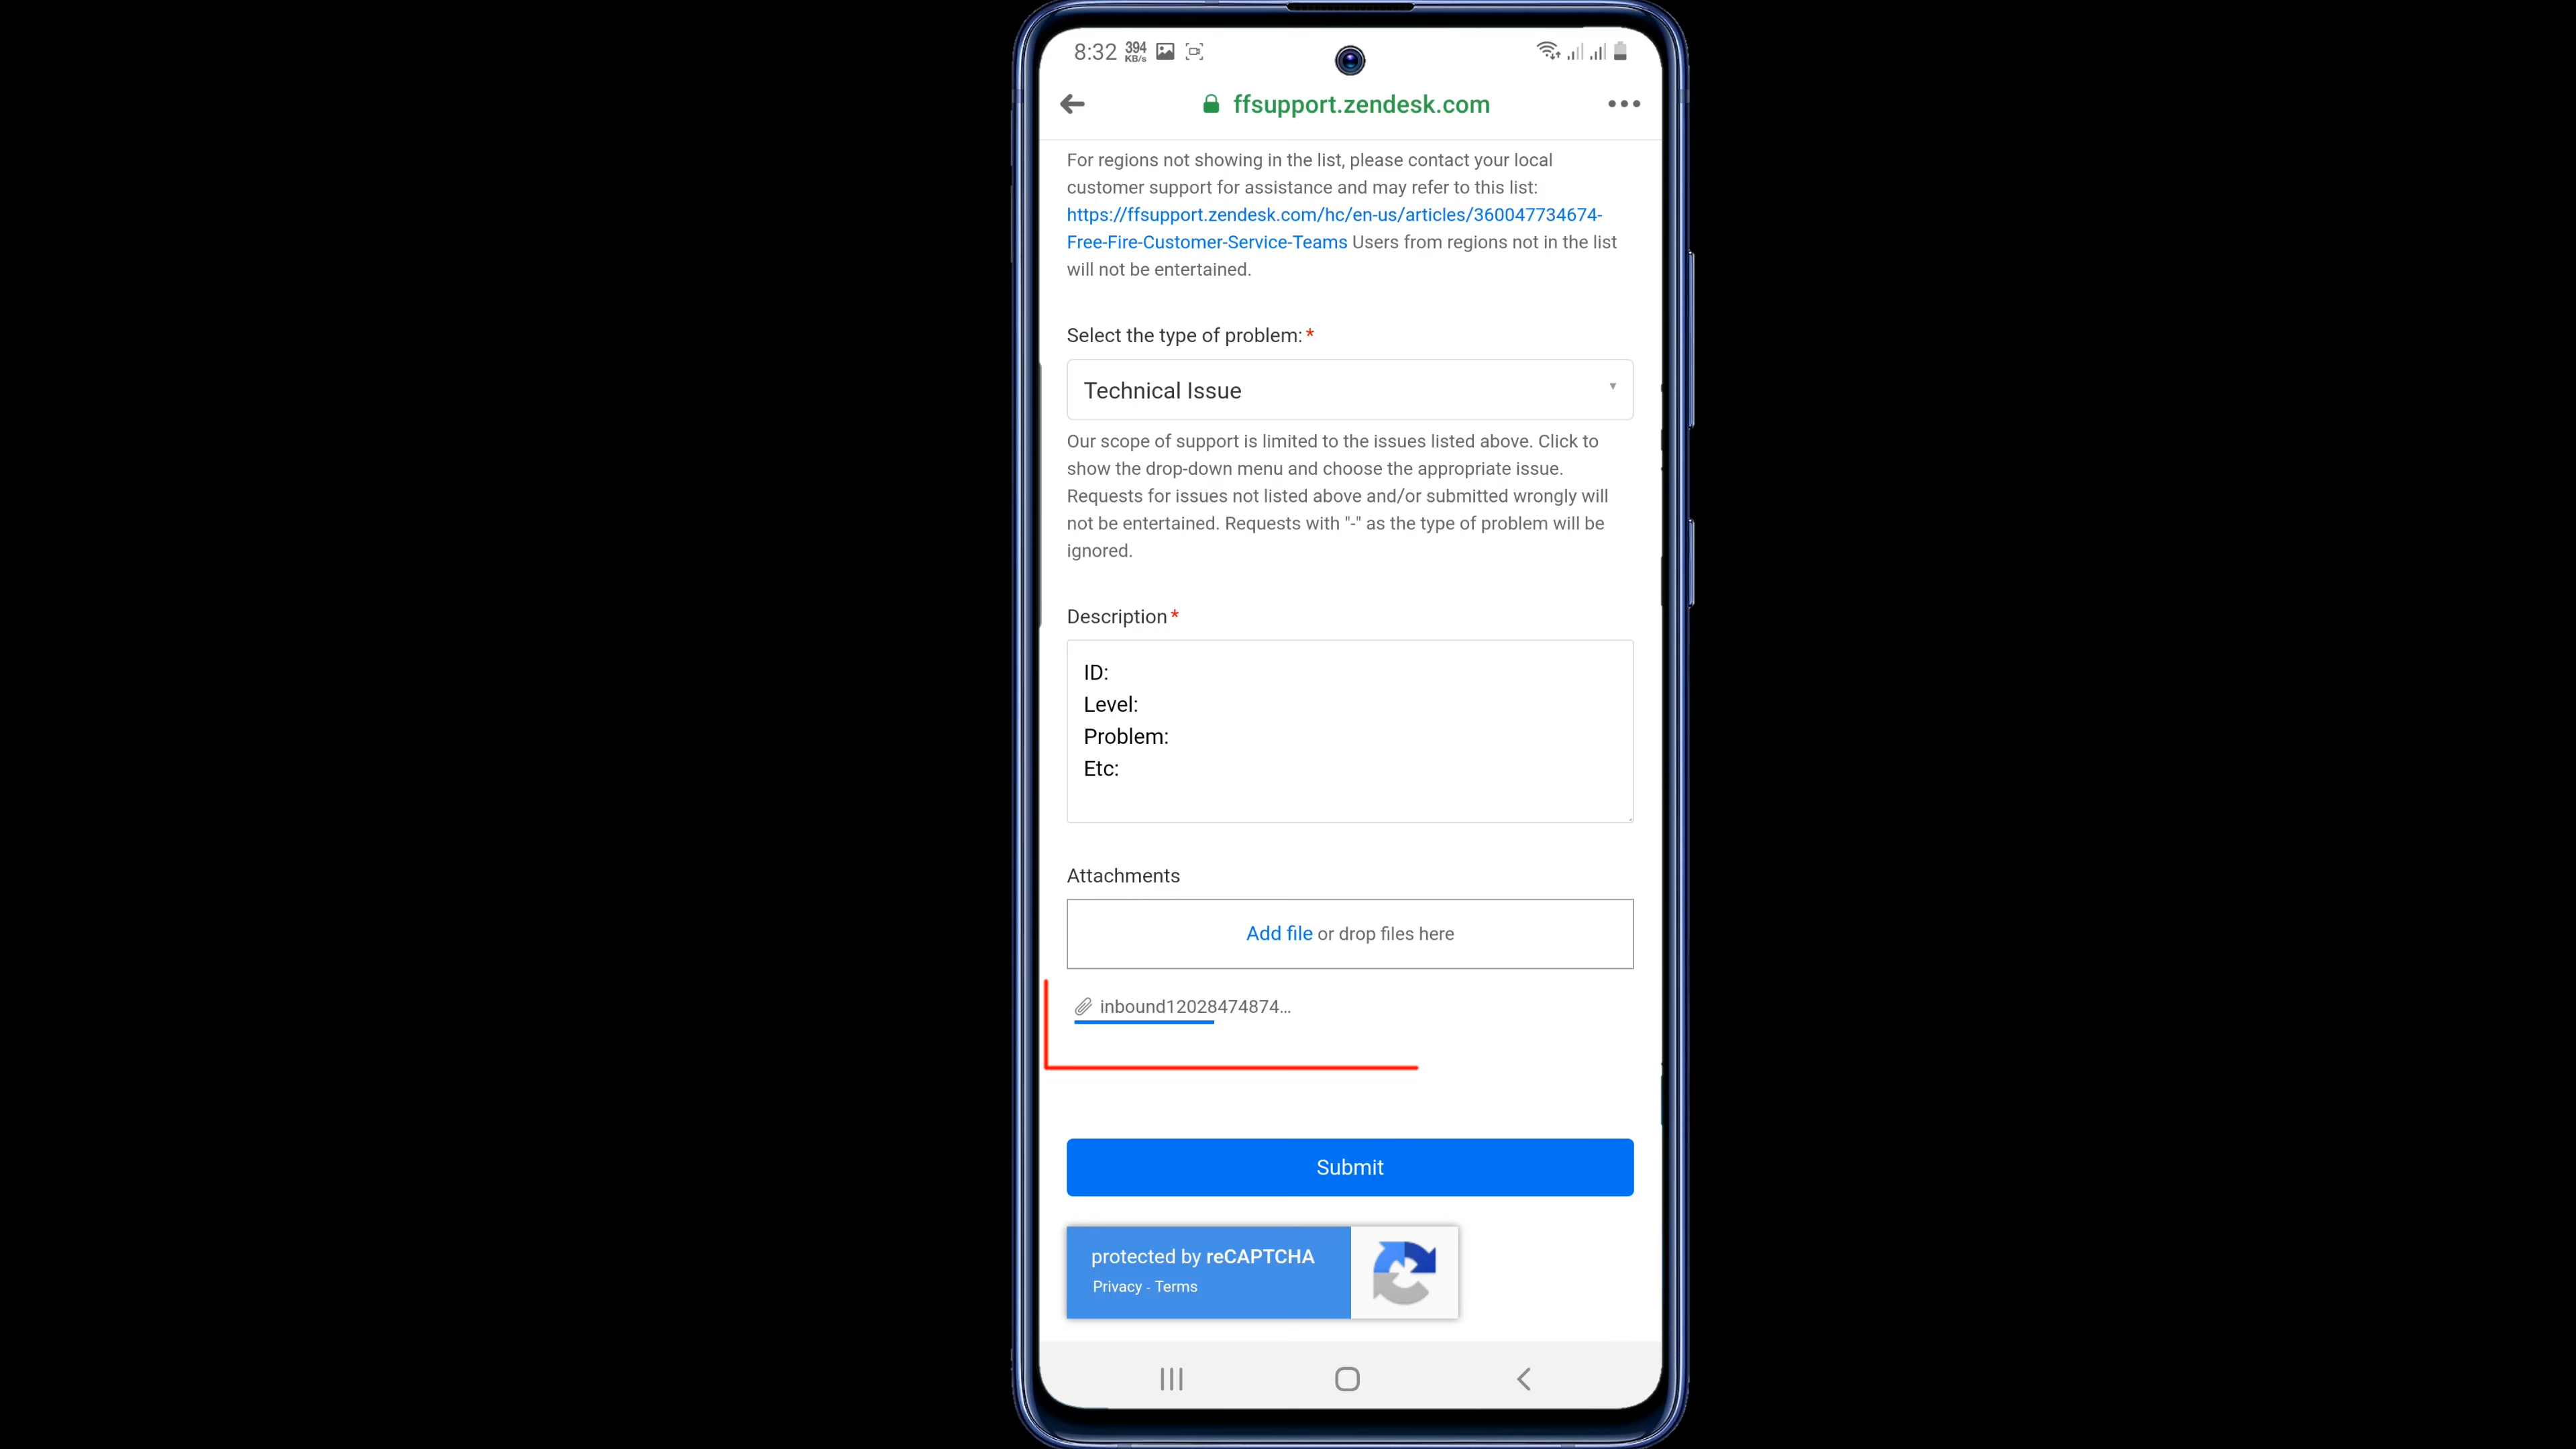 8:32 394 KB/s
ffsupport.zendesk.com
For regions not showing in the list, please contact your local
customer support for assistance and may refer to this list:
https://ffsupport.zendesk.com/hc/en-us/articles/360047734674-
Free-Fire-Customer-Service-Teams Users from regions not in the list
will not be entertained.
Select the type of problem:*
Technical Issue
Our scope of support is limited to the issues listed above. Click to
show the drop-down menu and choose the appropriate issue.
Requests for issues not listed above and/or submitted wrongly will
not be entertained. Requests with "-" as the type of problem will be
ignored.
Description*
ID:
Level:
Problem:
Etc:
Attachments
Add file or drop files here
inbound12028474874...
Submit
protected by reCAPTCHA
Privacy - Terms